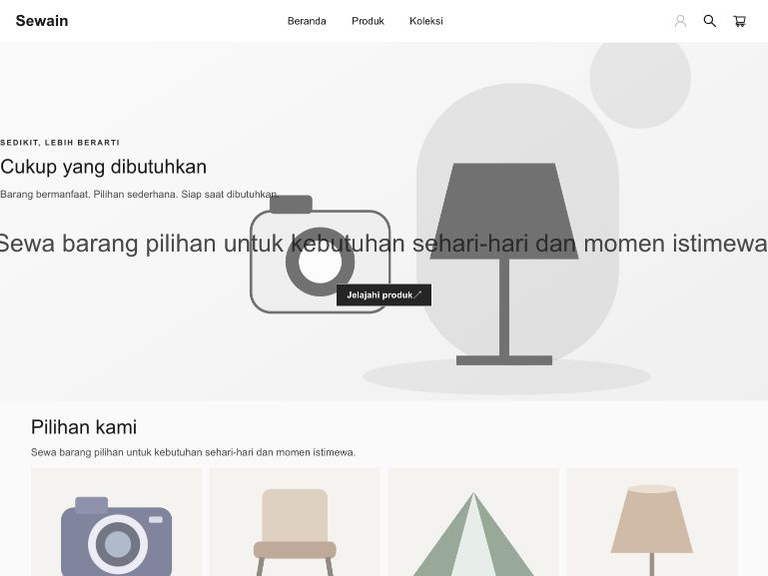 Sewain
Beranda
Produk
Koleksi
SEDIKIT, LEBIH BERARTI
Cukup yang dibutuhkan
Barang bermanfaat. Pilihan sederhana. Siap saat dibutuhkan.
Sewa barang pilihan untuk kebutuhan sehari-hari dan momen istimewa
Jelajahi produk↗
Pilihan kami
Sewa barang pilihan untuk kebutuhan sehari-hari dan momen istimewa.